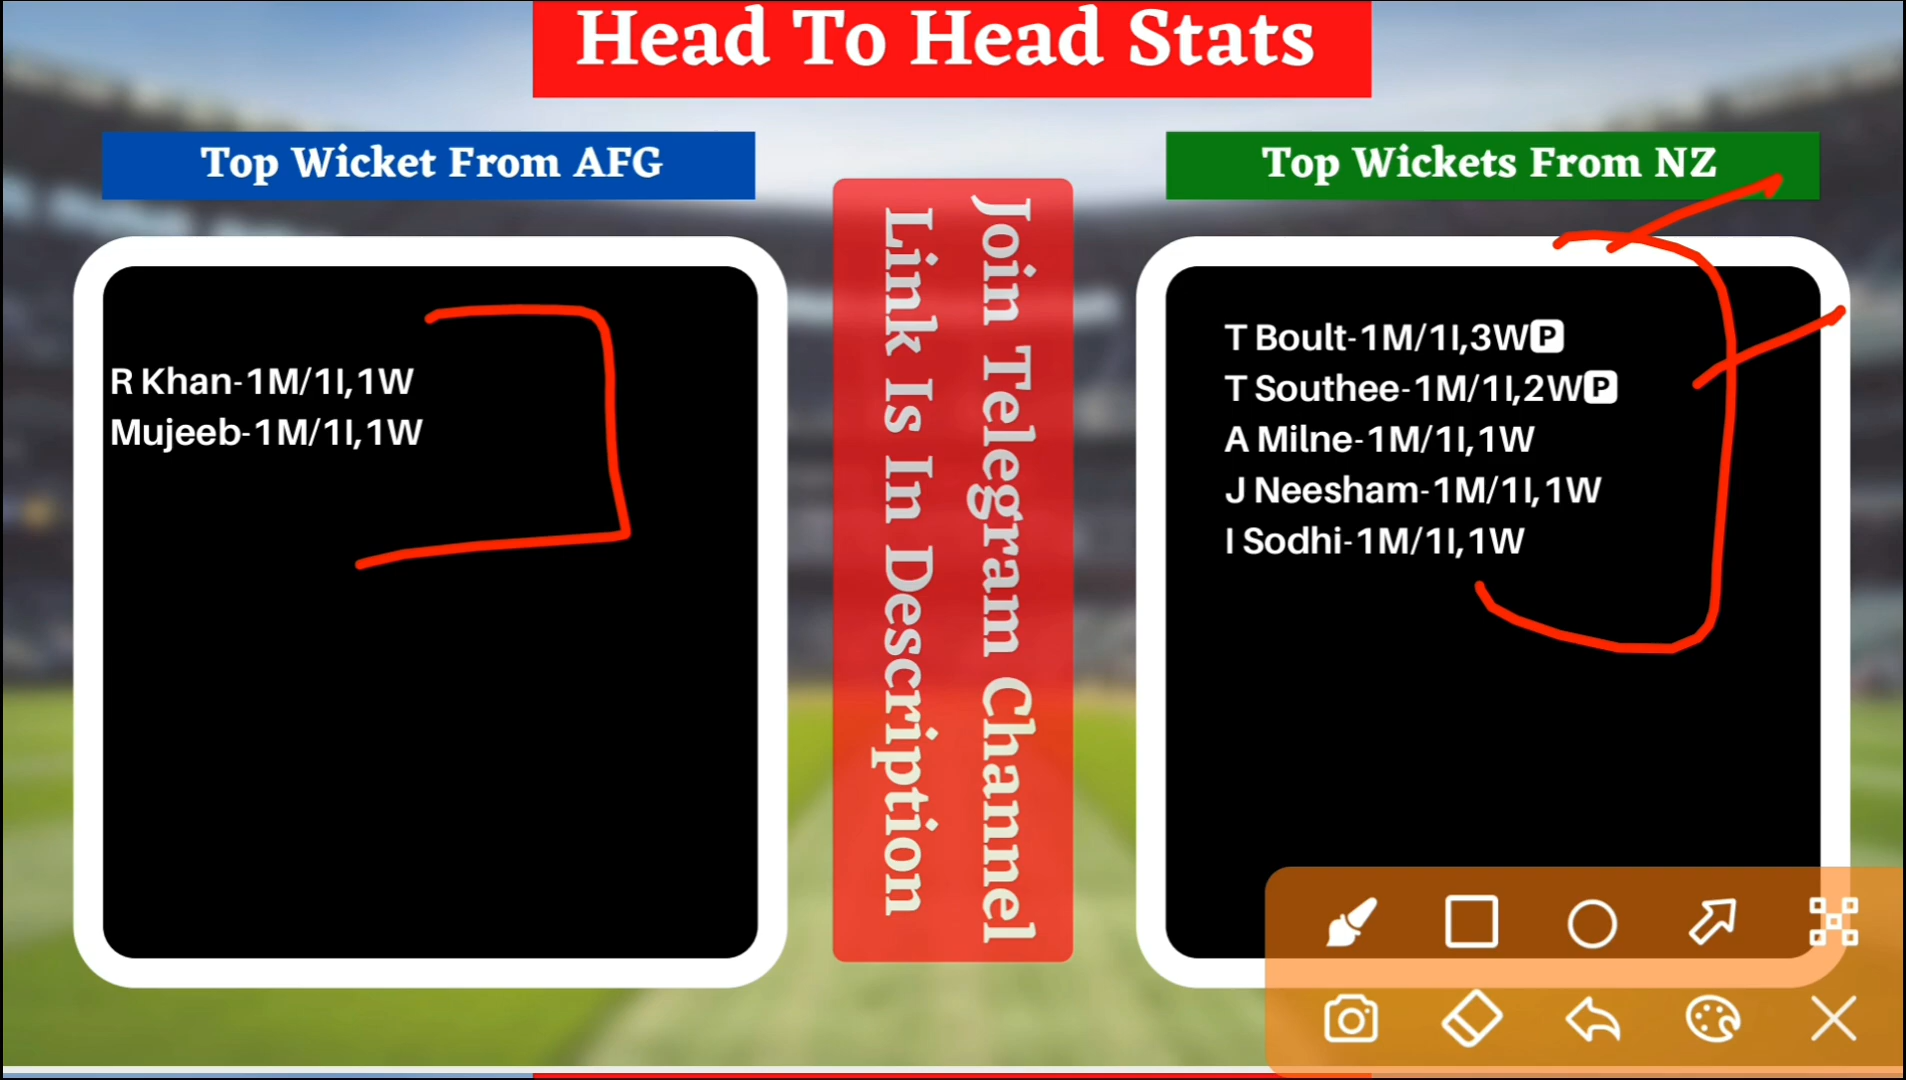 Head To Head Stats
Top Wicket From AFG
R Khan-1M/1I,1W
Mujeeb-1M/1I,1W
Join Telegram Channel
Link Is In Description
Top Wickets From NZ
T Boult-1M/1I,3W🅿
T Southee-1M/1I,2W🅿
A Milne-1M/1I,1W
J Neesham-1M/1I,1W
I Sodhi-1M/1I,1W